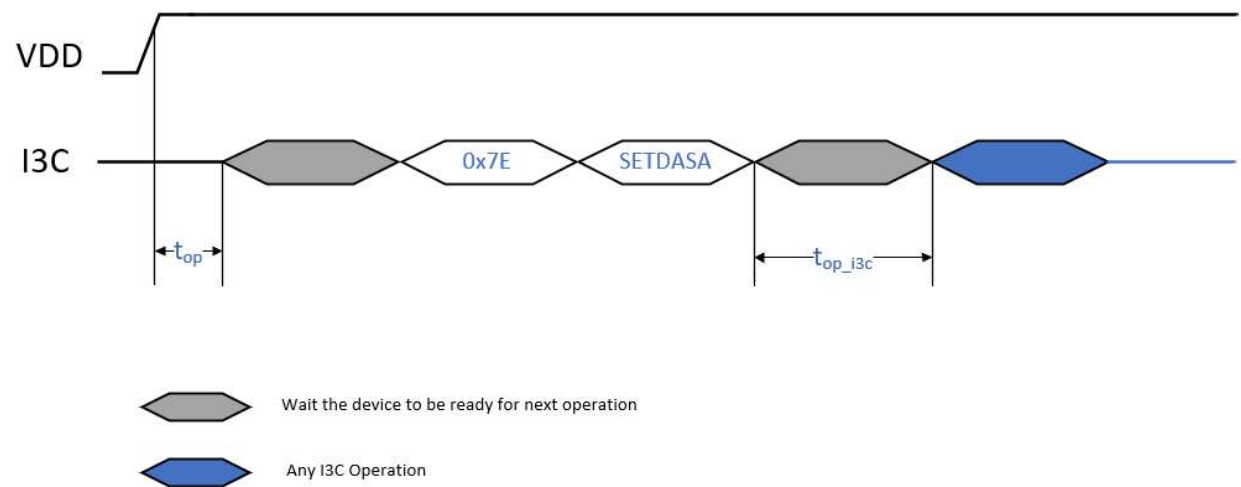 VDD
I3C
0x7E
SETDASA
top
top_i3c
Wait the device to be ready for next operation
Any I3C Operation